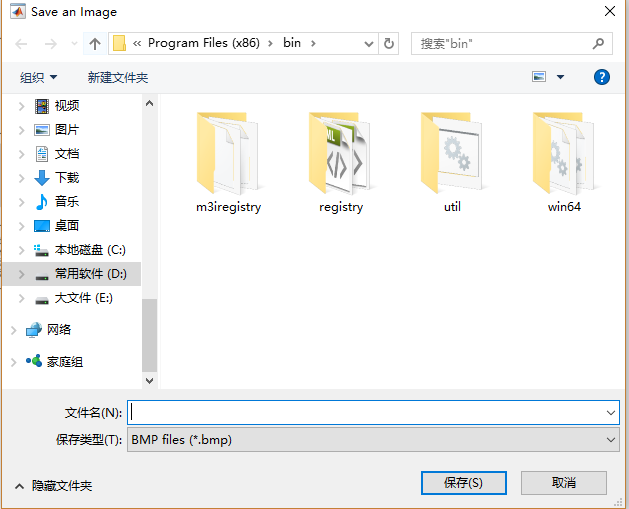 Save an Image
« Program Files (x86) › bin ›
搜索"bin"
组织
新建文件夹
视频
图片
文档
下载
音乐
桌面
本地磁盘 (C:)
常用软件 (D:)
大文件 (E:)
网络
家庭组
m3iregistry
registry
util
win64
文件名(N):
保存类型(T):
BMP files (*.bmp)
隐藏文件夹
保存(S)
取消